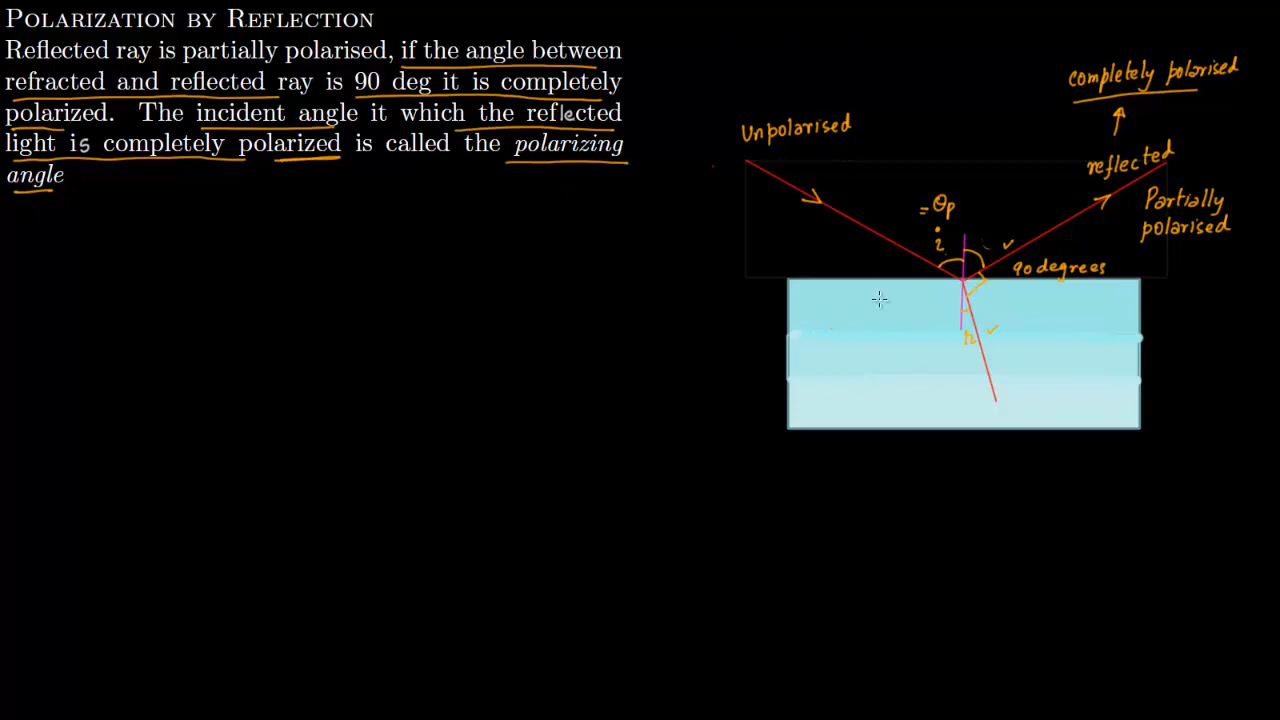 POLARIZATION BY REFLECTION
Reflected ray is partially polarised, if the angle between
refracted and reflected ray is 90 deg it is completely
polarized. The incident angle it which the reflected
light is completely polarized is called the polarizing
angle
completely polarised
Unpolarised
reflected
Partially
polarised
= θp
i
90 degrees
r